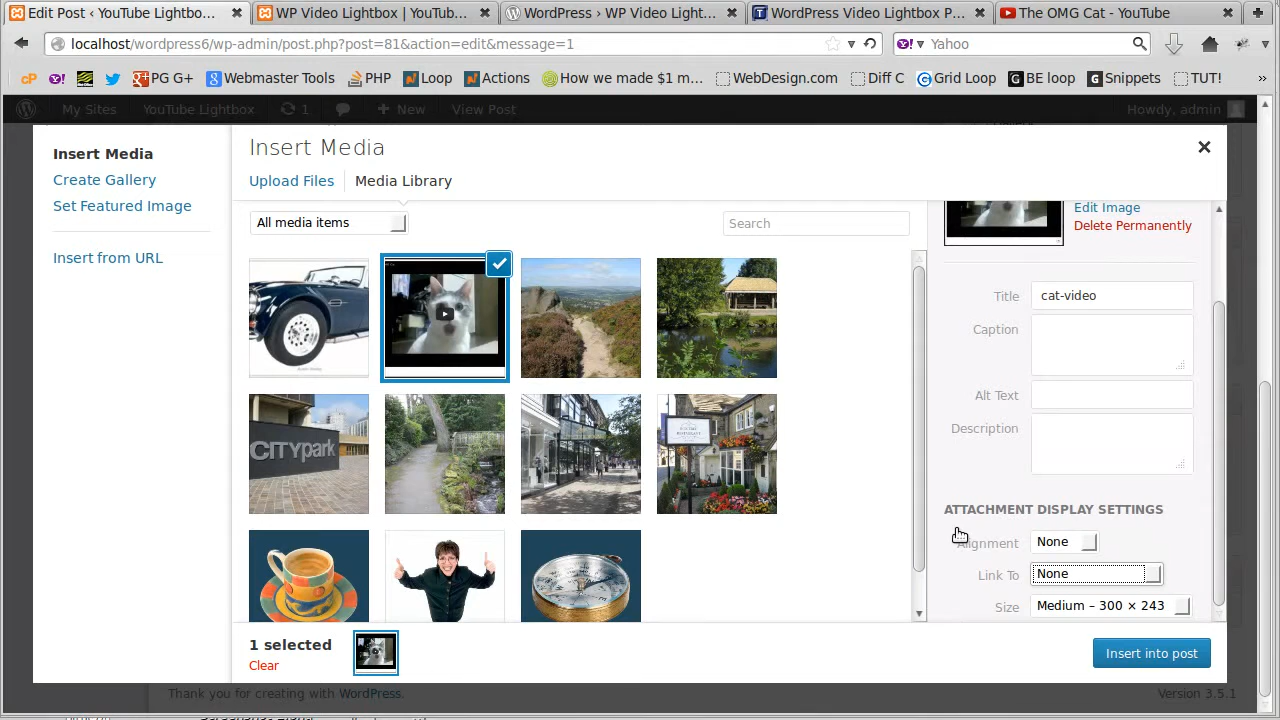 Edit Post ‹ YouTube Lightbo... WP Video Lightbox | YouTub... WordPress › WP Video Light... WordPress Video Lightbox P... The OMG Cat - YouTube
localhost/wordpress6/wp-admin/post.php?post=81&action=edit&message=1
Yahoo
PG G+ Webmaster Tools PHP Loop Actions How we made $1 m... WebDesign.com Diff C Grid Loop BE loop Snippets TUT! »
My Sites YouTube Lightbox 1 New View Post Howdy, admin
Insert Media
Create Gallery
Set Featured Image
Insert from URL
Insert Media
Upload Files Media Library
All media items Search
Edit Image
Delete Permanently
CITYpark
Title cat-video
Caption
Alt Text
Description
ATTACHMENT DISPLAY SETTINGS
Alignment None
Link To None
Size Medium – 300 × 243
1 selected
Clear
Insert into post
Thank you for creating with WordPress. Version 3.5.1